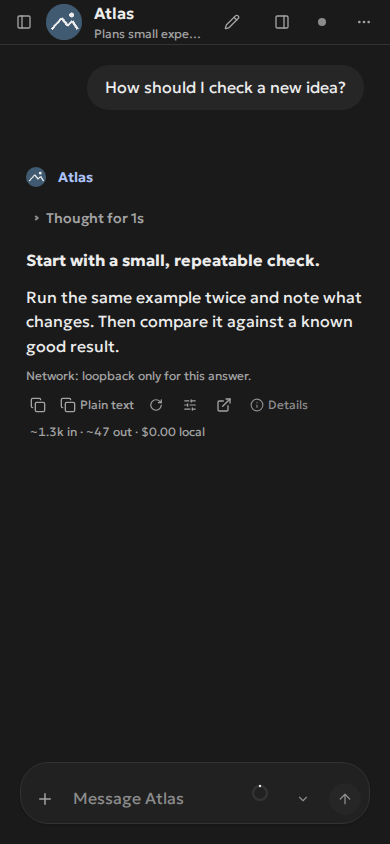 Atlas
Plans small expe...
How should I check a new idea?
Atlas
Thought for 1s
Start with a small, repeatable check.
Run the same example twice and note what
changes. Then compare it against a known
good result.
Network: loopback only for this answer.
Plain text
Details
~1.3k in · ~47 out · $0.00 local
Message Atlas